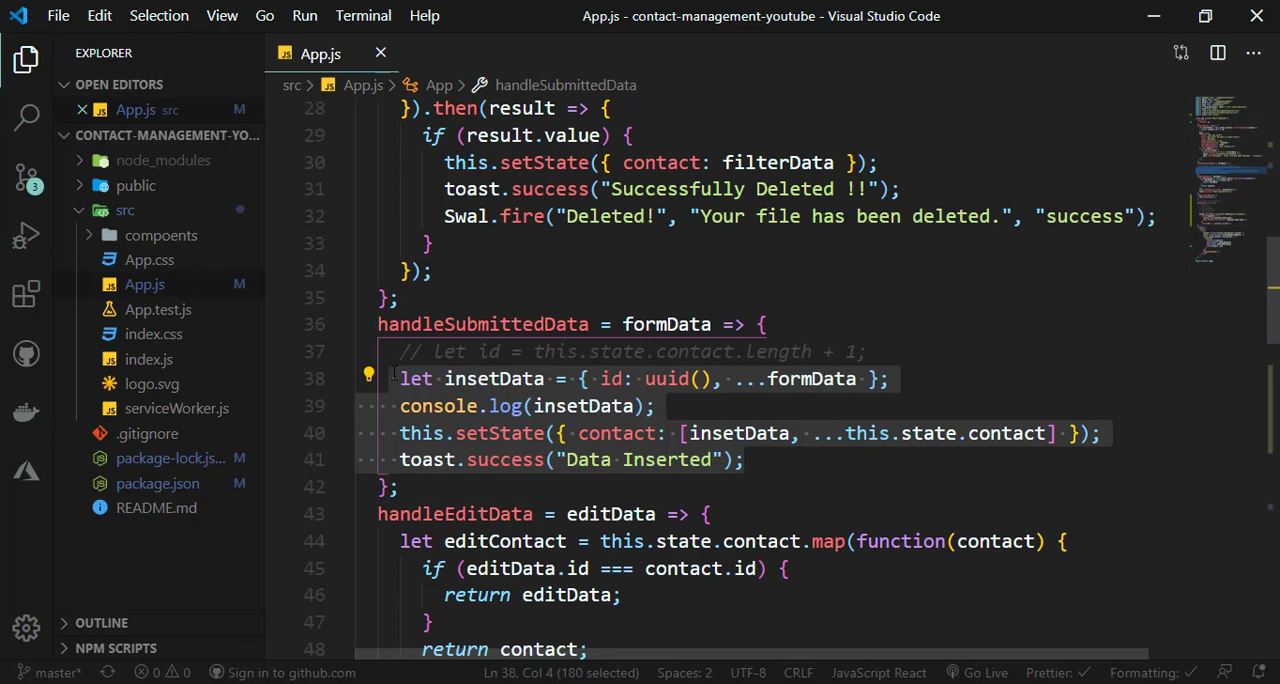 File Edit Selection View Go Run Terminal Help App.js - contact-management-youtube - Visual Studio Code
EXPLORER
OPEN EDITORS
App.js src M
CONTACT-MANAGEMENT-YO...
node_modules
public
src
compoents
App.css
App.js M
App.test.js
index.css
index.js
logo.svg
serviceWorker.js
.gitignore
package-lock.js... M
package.json M
README.md
OUTLINE
NPM SCRIPTS
3
App.js
src > App.js > App > handleSubmittedData
28 }).then(result => {
29 if (result.value) {
30 this.setState({ contact: filterData });
31 toast.success("Successfully Deleted !!");
32 Swal.fire("Deleted!", "Your file has been deleted.", "success");
33 }
34 });
35 };
36 handleSubmittedData = formData => {
37 // let id = this.state.contact.length + 1;
38 let insetData = { id: uuid(), ...formData };
39 console.log(insetData);
40 this.setState({ contact: [insetData, ...this.state.contact] });
41 toast.success("Data Inserted");
42 };
43 handleEditData = editData => {
44 let editContact = this.state.contact.map(function(contact) {
45 if (editData.id === contact.id) {
46 return editData;
47 }
48 return contact;
master* 0 0 Sign in to github.com Ln 38, Col 4 (180 selected) Spaces: 2 UTF-8 CRLF JavaScript React Go Live Prettier: ✓ Formatting: ✓